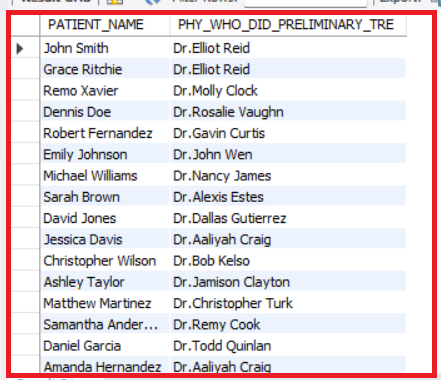 PATIENT_NAME PHY_WHO_DID_PRELIMINARY_TRE
John Smith Dr.Elliot Reid
Grace Ritchie Dr.Elliot Reid
Remo Xavier Dr.Molly Clock
Dennis Doe Dr.Rosalie Vaughn
Robert Fernandez Dr.Gavin Curtis
Emily Johnson Dr.John Wen
Michael Williams Dr.Nancy James
Sarah Brown Dr.Alexis Estes
David Jones Dr.Dallas Gutierrez
Jessica Davis Dr.Aaliyah Craig
Christopher Wilson Dr.Bob Kelso
Ashley Taylor Dr.Jamison Clayton
Matthew Martinez Dr.Christopher Turk
Samantha Ander... Dr.Remy Cook
Daniel Garcia Dr.Todd Quinlan
Amanda Hernandez Dr.Aaliyah Craig